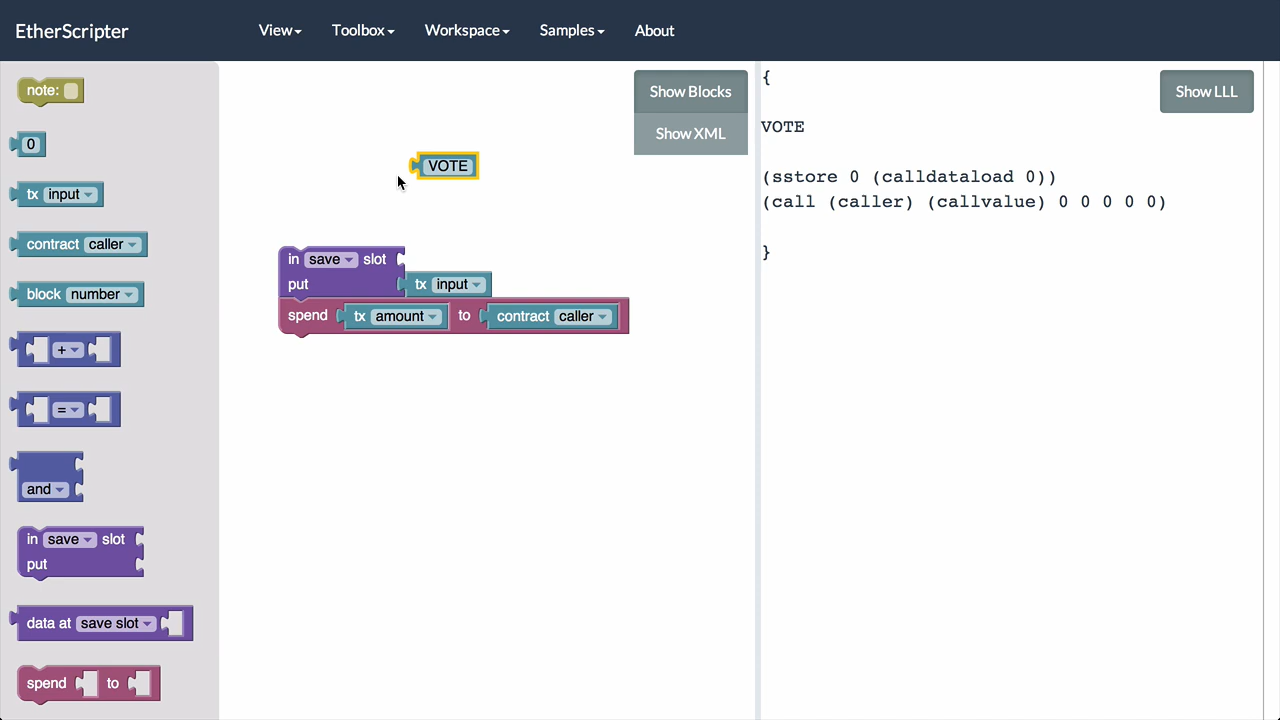 EtherScripter
View
Toolbox
Workspace
Samples
About
note:
0
tx input
contract caller
block number
+
=
and
in save slot
put
data at save slot
spend to
Show Blocks
Show XML
VOTE
in save slot
put tx input
spend tx amount to contract caller
Show LLL
{
VOTE
(sstore 0 (calldataload 0))
(call (caller) (callvalue) 0 0 0 0 0)
}